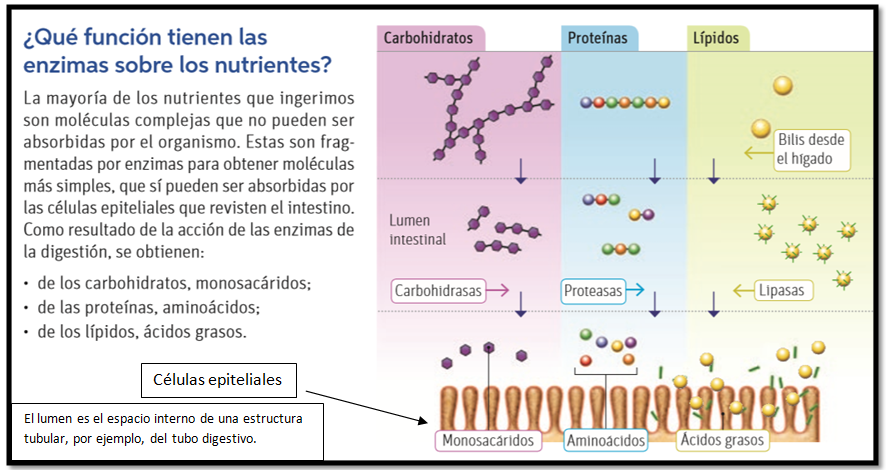 ¿Qué función tienen las
enzimas sobre los nutrientes?
La mayoría de los nutrientes que ingerimos
son moléculas complejas que no pueden ser
absorbidas por el organismo. Estas son frag-
mentadas por enzimas para obtener moléculas
más simples, que sí pueden ser absorbidas por
las células epiteliales que revisten el intestino.
Como resultado de la acción de las enzimas de
la digestión, se obtienen:
• de los carbohidratos, monosacáridos;
• de las proteínas, aminoácidos;
• de los lípidos, ácidos grasos.
Células epiteliales
El lumen es el espacio interno de una estructura
tubular, por ejemplo, del tubo digestivo.
Carbohidratos
Proteínas
Lípidos
Bilis desde
el hígado
Lumen
intestinal
Carbohidrasas
Proteasas
Lipasas
Monosacáridos
Aminoácidos
Ácidos grasos